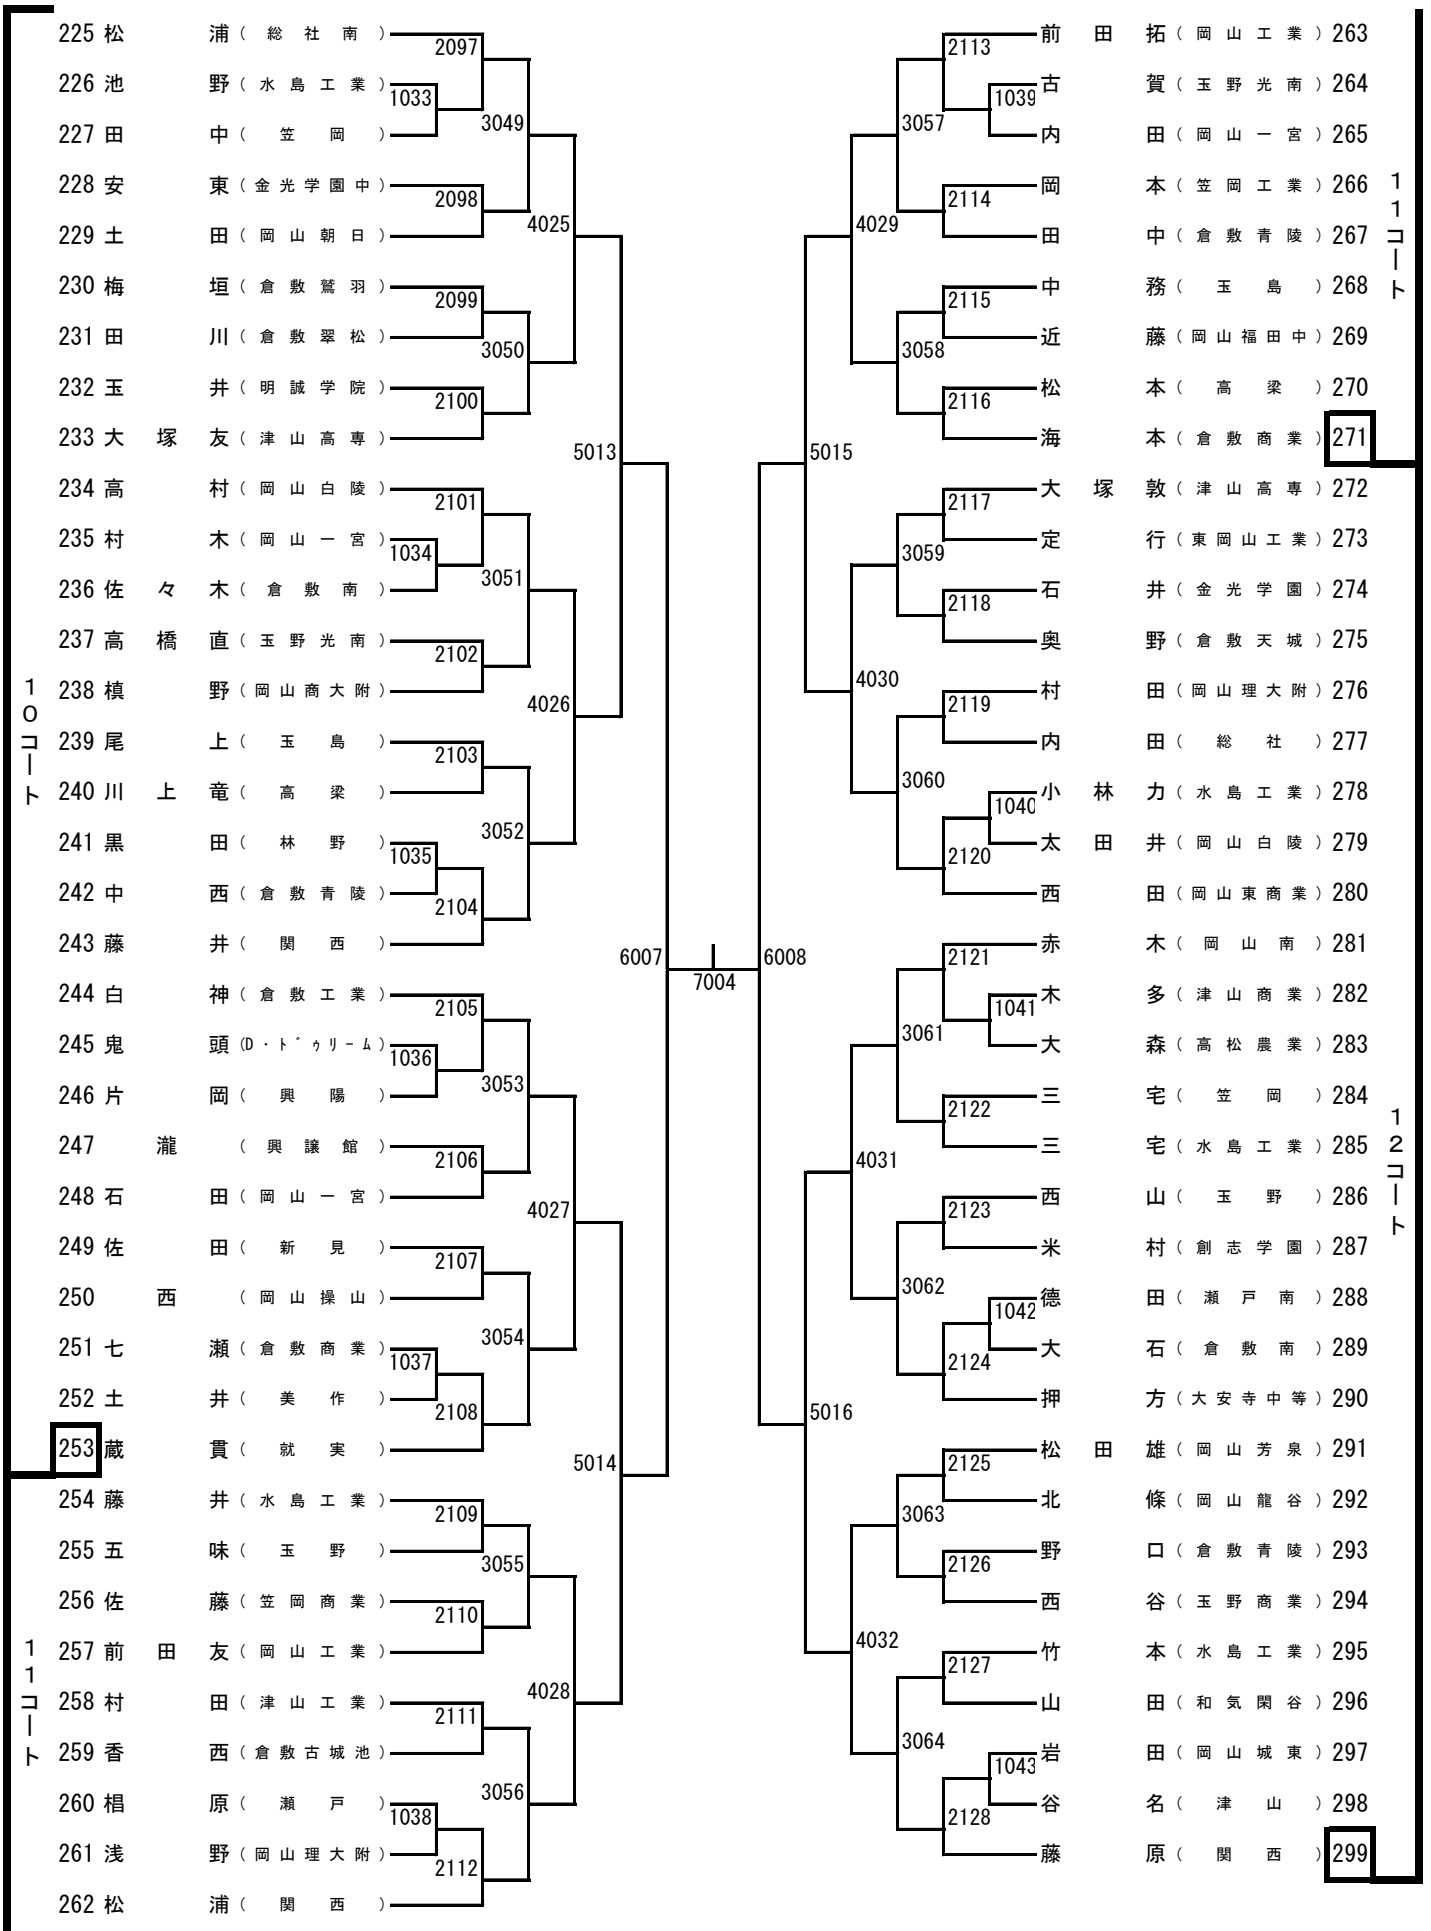 225 松浦 (総社南)
2097
226 池野 (水島工業)
1033
3049
227 田中 (笠岡)
228 安東 (金光学園中)
2098
4025
229 土田 (岡山朝日)
230 梅垣 (倉敷鷲羽)
2099
231 田川 (倉敷翠松)
3050
232 玉井 (明誠学院)
2100
233 大塚友 (津山高専)
5013
234 高村 (岡山白陵)
2101
235 村木 (岡山一宮)
1034
3051
236 佐々木 (倉敷南)
237 高橋直 (玉野光南)
2102
238 槙野 (岡山商大附)
4026
239 尾上 (玉島)
2103
240 川上竜 (高梁)
3052
241 黒田 (林野)
1035
242 中西 (倉敷青陵)
2104
243 藤井 (関西)
6007
244 白神 (倉敷工業)
2105
245 鬼頭 (D・ドゥリーム)
1036
3053
246 片岡 (興陽)
247 瀧 (興譲館)
2106
248 石田 (岡山一宮)
4027
249 佐田 (新見)
2107
250 西 (岡山操山)
3054
251 七瀬 (倉敷商業)
1037
252 土井 (美作)
2108
253 蔵貫 (就実)
5014
254 藤井 (水島工業)
2109
255 五味 (玉野)
3055
256 佐藤 (笠岡商業)
2110
257 前田友 (岡山工業)
258 村田 (津山工業)
4028
2111
259 香西 (倉敷古城池)
3056
260 椙原 (瀬戸)
1038
261 浅野 (岡山理大附)
2112
262 松浦 (関西)
10コート
11コート
7004
前田拓 (岡山工業) 263
2113
古賀 (玉野光南) 264
1039
3057
内田 (岡山一宮) 265
岡本 (笠岡工業) 266
2114
4029
田中 (倉敷青陵) 267
中務 (玉島) 268
2115
近藤 (岡山福田中) 269
3058
松本 (高梁) 270
2116
海本 (倉敷商業) 271
5015
大塚敦 (津山高専) 272
2117
定行 (東岡山工業) 273
3059
石井 (金光学園) 274
2118
奥野 (倉敷天城) 275
4030
村田 (岡山理大附) 276
2119
内田 (総社) 277
3060
小林力 (水島工業) 278
1040
太田井 (岡山白陵) 279
2120
西田 (岡山東商業) 280
赤木 (岡山南) 281
2121
6008
木多 (津山商業) 282
1041
3061
大森 (高松農業) 283
三宅 (笠岡) 284
2122
三宅 (水島工業) 285
4031
西山 (玉野) 286
2123
米村 (創志学園) 287
3062
德田 (瀬戸南) 288
1042
大石 (倉敷南) 289
2124
押方 (大安寺中等) 290
5016
松田雄 (岡山芳泉) 291
2125
北條 (岡山龍谷) 292
3063
野口 (倉敷青陵) 293
2126
西谷 (玉野商業) 294
4032
竹本 (水島工業) 295
2127
山田 (和気閑谷) 296
3064
岩田 (岡山城東) 297
1043
谷名 (津山) 298
2128
藤原 (関西) 299
11コート
12コート